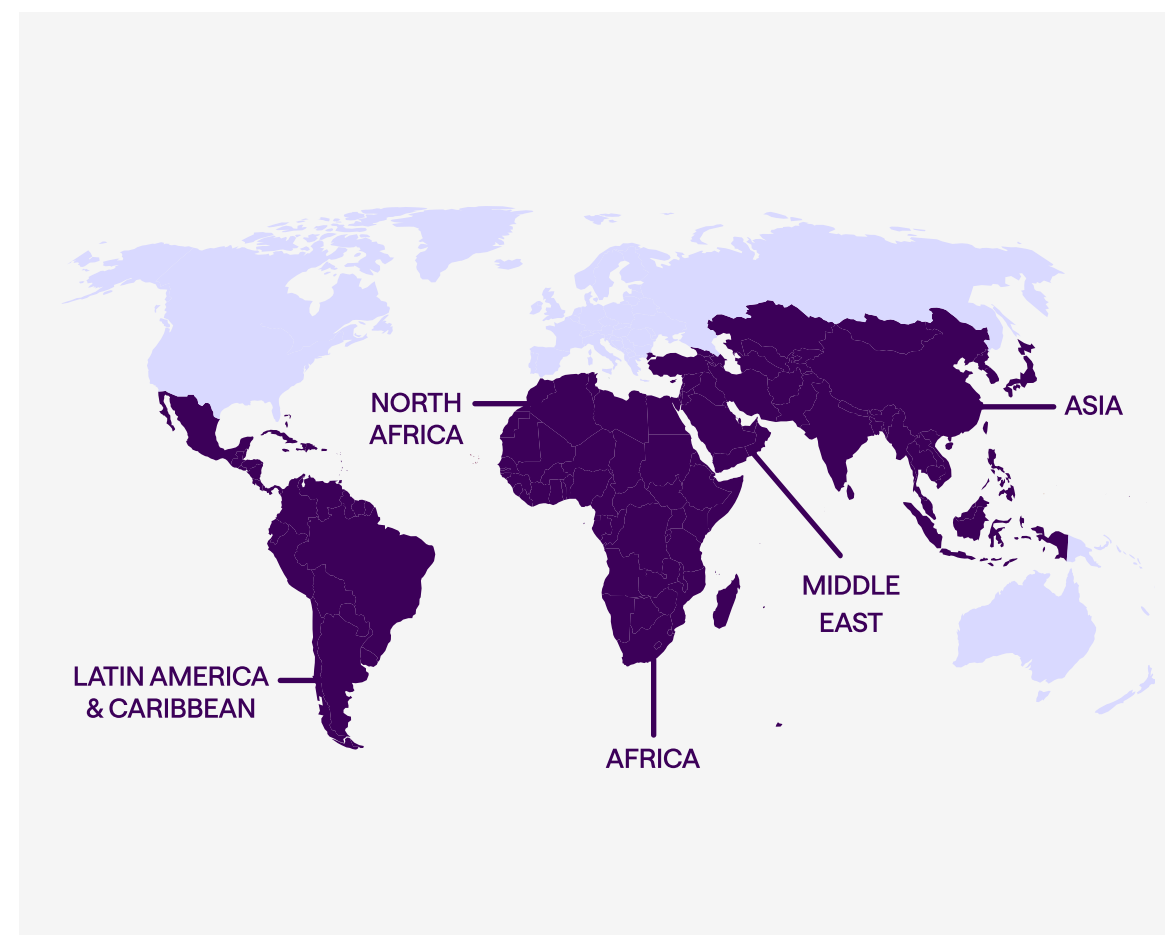 NORTH
AFRICA
ASIA
MIDDLE
EAST
LATIN AMERICA
& CARIBBEAN
AFRICA